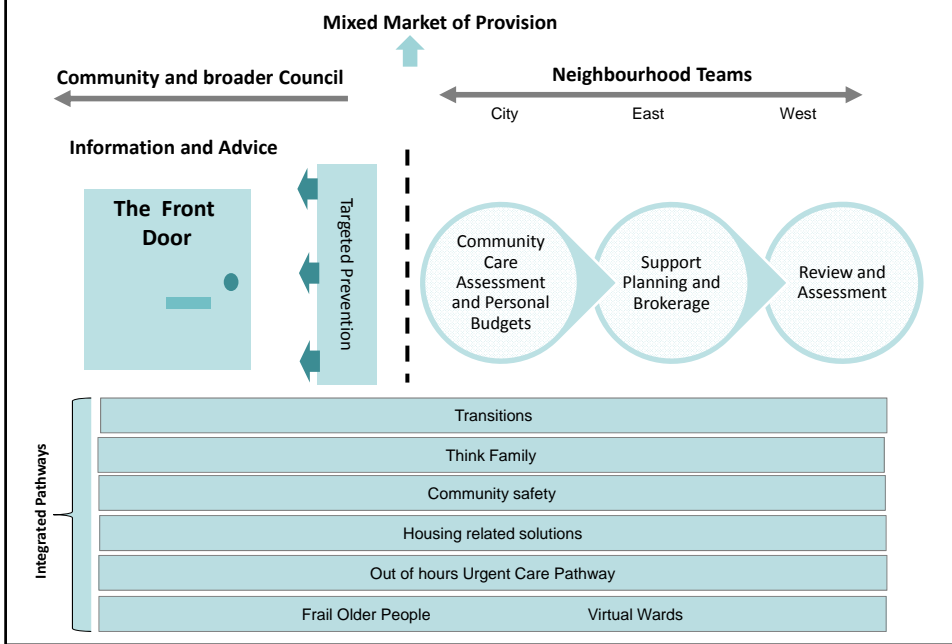 Mixed Market of Provision
Community and broader Council
Neighbourhood Teams
City East West
Information and Advice
The Front
Door
Targeted Prevention
Community
Care
Assessment
and Personal
Budgets
Support
Planning and
Brokerage
Review and
Assessment
Integrated Pathways
Transitions
Think Family
Community safety
Housing related solutions
Out of hours Urgent Care Pathway
Frail Older People Virtual Wards